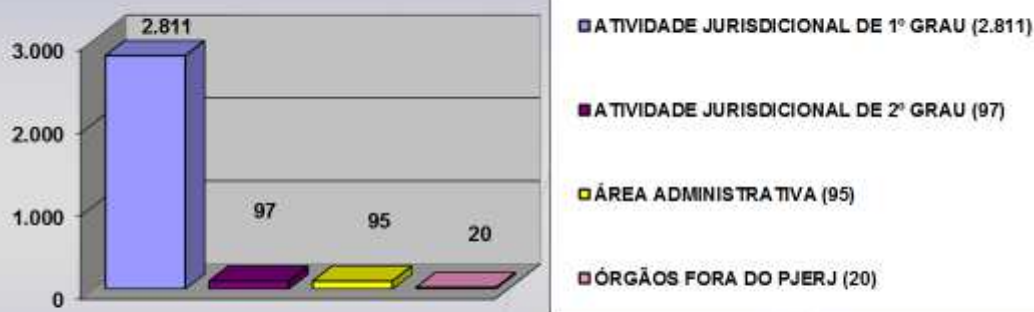 3.000
2.000
1.000
0
2.811
97
95
20
ATIVIDADE JURISDICIONAL DE 1º GRAU (2.811)
ATIVIDADE JURISDICIONAL DE 2º GRAU (97)
ÁREA ADMINISTRATIVA (95)
ÓRGÃOS FORA DO PJERJ (20)